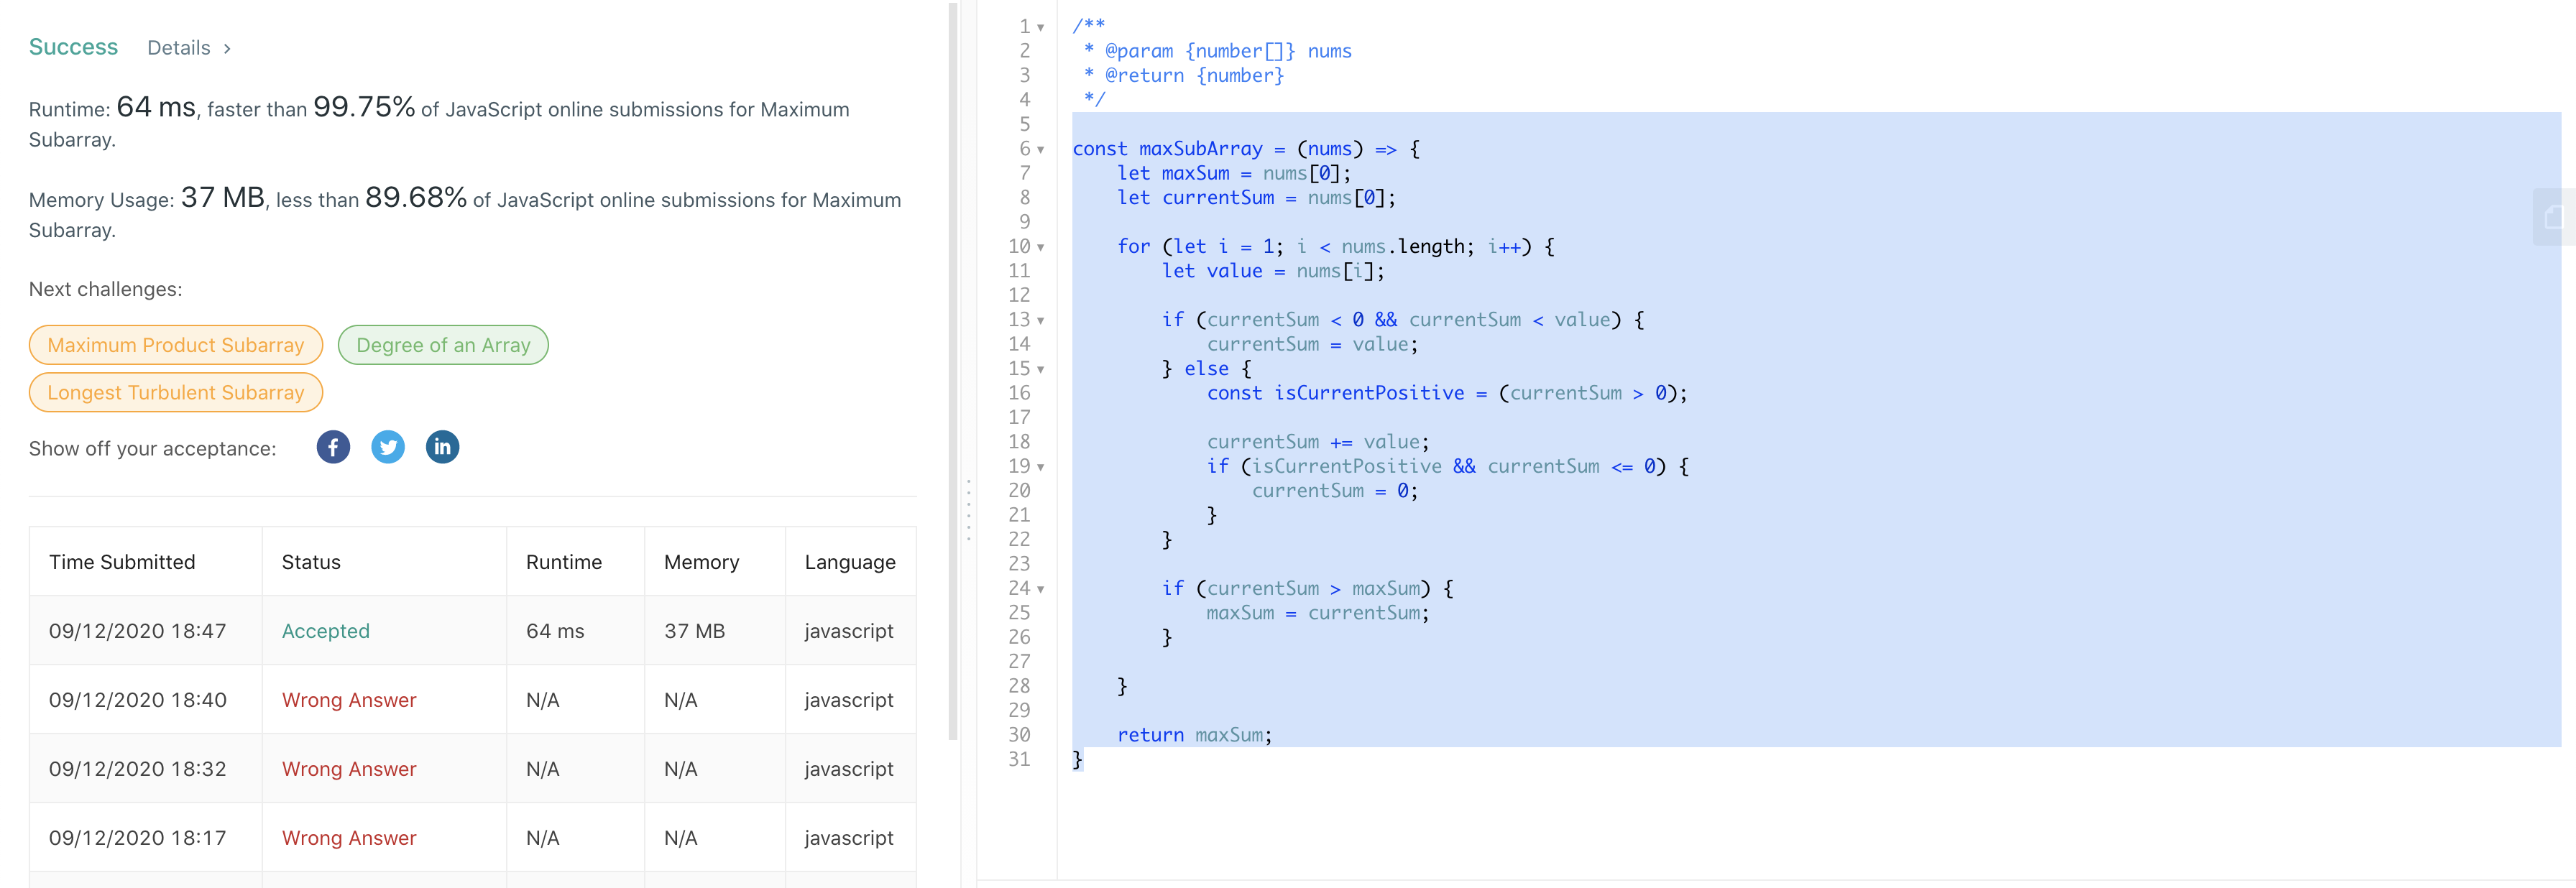 Success Details >
Runtime: 64 ms, faster than 99.75% of JavaScript online submissions for Maximum
Subarray.
Memory Usage: 37 MB, less than 89.68% of JavaScript online submissions for Maximum
Subarray.
Next challenges:
Maximum Product Subarray Degree of an Array
Longest Turbulent Subarray
Show off your acceptance: f in
Time Submitted Status Runtime Memory Language
09/12/2020 18:47 Accepted 64 ms 37 MB javascript
09/12/2020 18:40 Wrong Answer N/A N/A javascript
09/12/2020 18:32 Wrong Answer N/A N/A javascript
09/12/2020 18:17 Wrong Answer N/A N/A javascript
1 /**
2  * @param {number[]} nums
3  * @return {number}
4  */
5
6 const maxSubArray = (nums) => {
7     let maxSum = nums[0];
8     let currentSum = nums[0];
9
10     for (let i = 1; i < nums.length; i++) {
11         let value = nums[i];
12
13         if (currentSum < 0 && currentSum < value) {
14             currentSum = value;
15         } else {
16             const isCurrentPositive = (currentSum > 0);
17
18             currentSum += value;
19             if (isCurrentPositive && currentSum <= 0) {
20                 currentSum = 0;
21             }
22         }
23
24         if (currentSum > maxSum) {
25             maxSum = currentSum;
26         }
27
28     }
29
30     return maxSum;
31 }